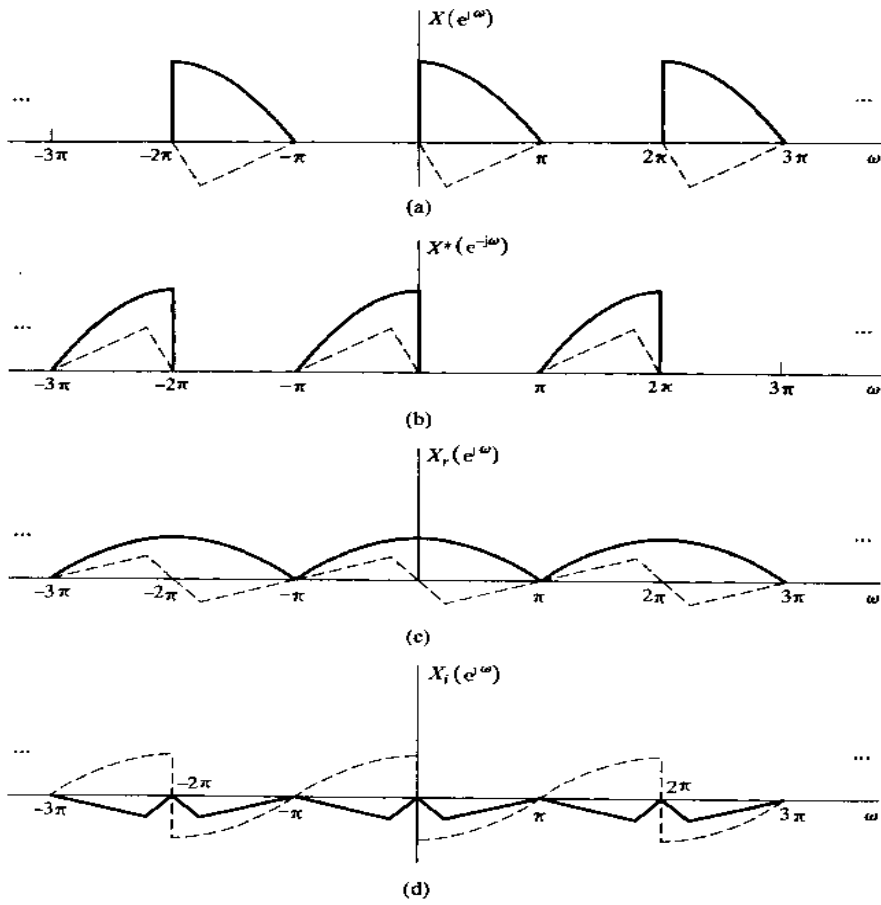 X(e^{jω})
... ...
-3π -2π -π π 2π 3π ω
(a)
X*(e^{-jω})
... ...
-3π -2π -π π 2π 3π ω
(b)
X_r(e^{jω})
... ...
-3π -2π -π π 2π 3π ω
(c)
X_i(e^{jω})
... ...
-2π 2π
-3π -π π 3π ω
(d)